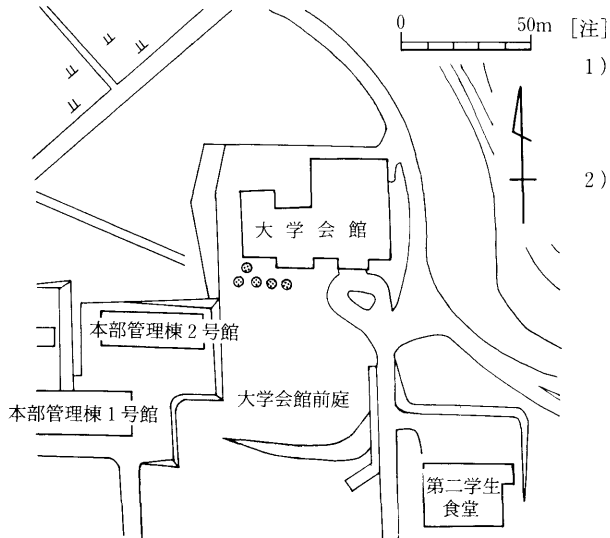 0 50m [注]
1)
2)
大学会館
本部管理棟2号館
大学会館前庭
本部管理棟1号館
第二学生
食堂